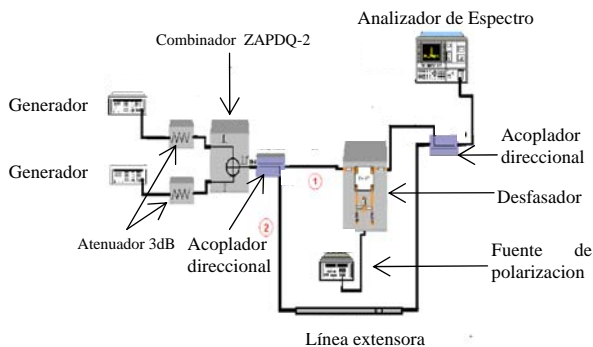 Analizador de Espectro
Combinador ZAPDQ-2
Generador
Generador
Acoplador
direccional
Desfasador
Atenuador 3dB
Acoplador
direccional
1
2
Fuente de
polarizacion
Línea extensora